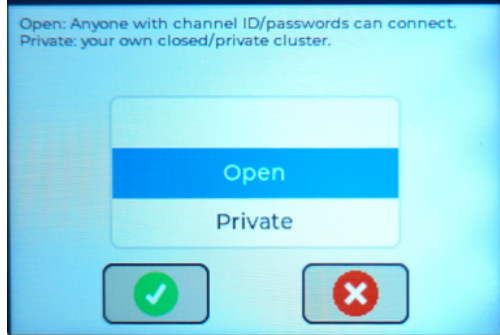 Open: Anyone with channel ID/passwords can connect.
Private: your own closed/private cluster.
Open
Private